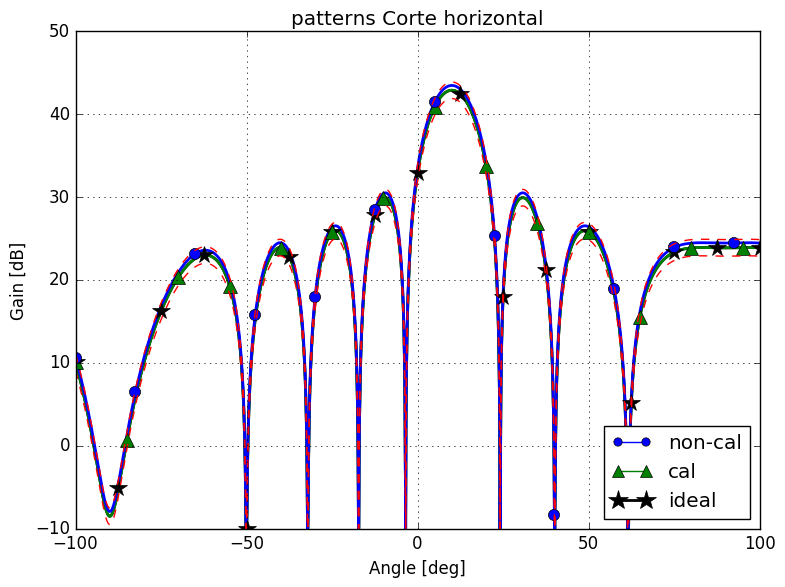 patterns Corte horizontal
50
40
30
20
10
0
−10
−100
−50
0
50
100
Gain [dB]
Angle [deg]
non-cal
cal
ideal